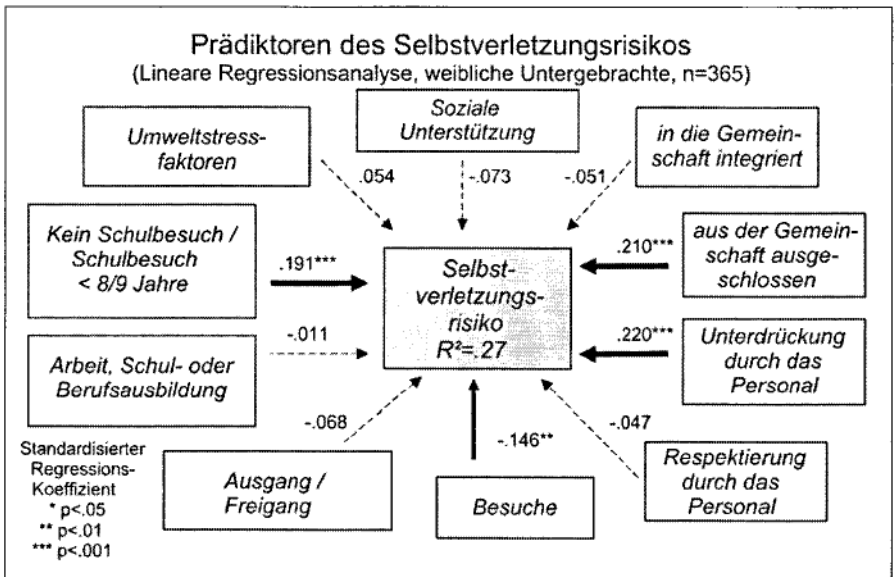 Prädiktoren des Selbstverletzungsrisikos
(Lineare Regressionsanalyse, weibliche Untergebrachte, n=365)
Umweltstress-
faktoren
Soziale
Unterstützung
in die Gemein-
schaft integriert
.054
-.073
-.051
Kein Schulbesuch /
Schulbesuch
< 8/9 Jahre
.191***
Selbst-
verletzungs-
risiko
R²=.27
.210***
aus der Gemein-
schaft ausge-
schlossen
Arbeit, Schul- oder
Berufsausbildung
-.011
.220***
Unterdrückung
durch das
Personal
-.068
-.146**
-.047
Standardisierter
Regressions-
Koeffizient
* p<.05
** p<.01
*** p<.001
Ausgang /
Freigang
Besuche
Respektierung
durch das
Personal